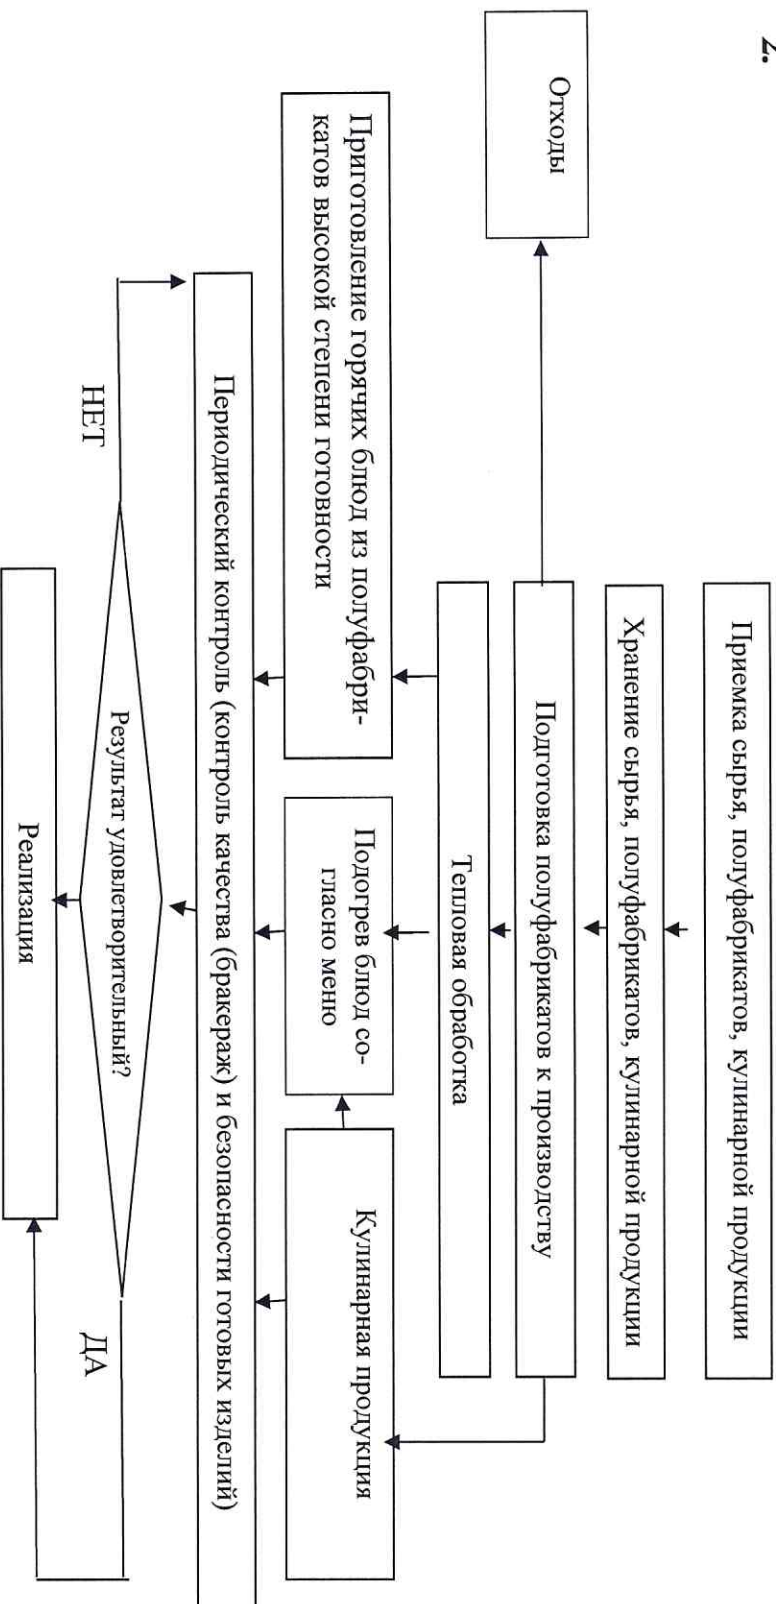 2.
Приемка сырья, полуфабрикатов, кулинарной продукции
Хранение сырья, полуфабрикатов, кулинарной продукции
Отходы
Подготовка полуфабрикатов к производству
Тепловая обработка
Приготовление горячих блюд из полуфабри-
катов высокой степени готовности
Подогрев блюд со-
гласно меню
Кулинарная продукция
Периодический контроль (контроль качества (бракераж) и безопасности готовых изделий)
НЕТ
Результат удовлетворительный?
ДА
Реализация